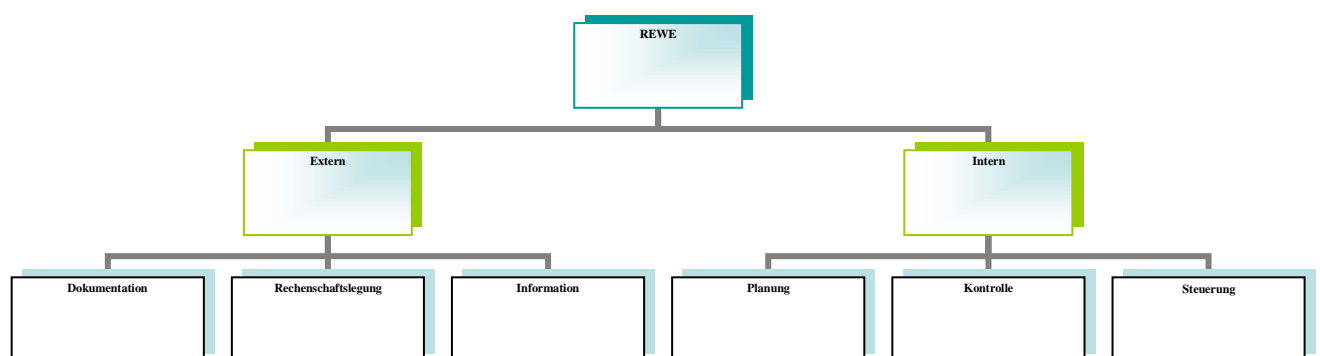 REWE
Extern
Intern
Dokumentation
Rechenschaftslegung
Information
Planung
Kontrolle
Steuerung